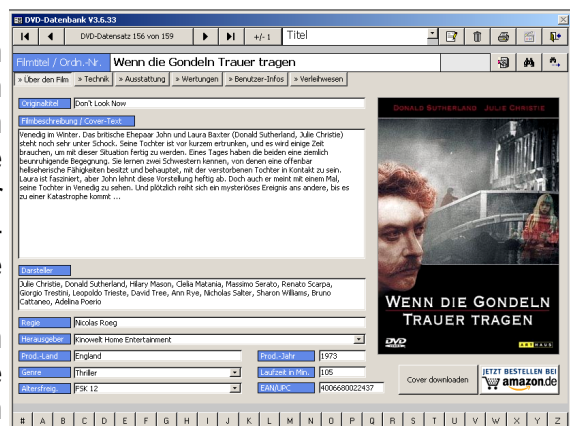 DVD-Datenbank V3.6.33
DVD-Datensatz 156 von 159
+/- 1
Titel
Filmtitel / Ordn.-Nr.
Wenn die Gondeln Trauer tragen
» Über den Film
» Technik
» Ausstattung
» Wertungen
» Benutzer-Infos
» Verleihwesen
Originaltitel
Don't Look Now
Filmbeschreibung / Cover-Text
Venedig im Winter. Das britische Ehepaar John und Laura Baxter (Donald Sutherland, Julie Christie)
steht noch sehr unter Schock. Seine Tochter ist vor kurzem ertrunken, und es wird einige Zeit
brauchen, um mit dieser Situation fertig zu werden. Eines Tages haben die beiden eine ziemlich
beunruhigende Begegnung. Sie lernen zwei Schwestern kennen, von denen eine offenbar
hellseherische Fähigkeiten besitzt und behauptet, mit der verstorbenen Tochter in Kontakt zu sein.
Laura ist fasziniert, aber John lehnt diese Vorstellung heftig ab. Doch auch er meint mit einem Mal,
seine Tochter in Venedig zu sehen. Und plötzlich reiht sich ein mysteriöses Ereignis ans andere, bis es
zu einer Katastrophe kommt ...
DONALD SUTHERLAND JULIE CHRISTIE
WENN DIE GONDELN
TRAUER TRAGEN
DVD
ARTHAUS
Darsteller
Julie Christie, Donald Sutherland, Hilary Mason, Clelia Matania, Massimo Serato, Renato Scarpa,
Giorgio Trestini, Leopoldo Trieste, David Tree, Ann Rye, Nicholas Salter, Sharon Williams, Bruno
Cattaneo, Adelina Poerio
Regie
Nicolas Roeg
Herausgeber
Kinowelt Home Entertainment
Prod.-Land
England
Prod.-Jahr
1973
Genre
Thriller
Laufzeit in Min.
105
Altersfreig.
FSK 12
EAN/UPC
4006680022437
Cover downloaden
JETZT BESTELLEN BEI
amazon.de
# A B C D E F G H I J K L M N O P Q R S T U V W X Y Z